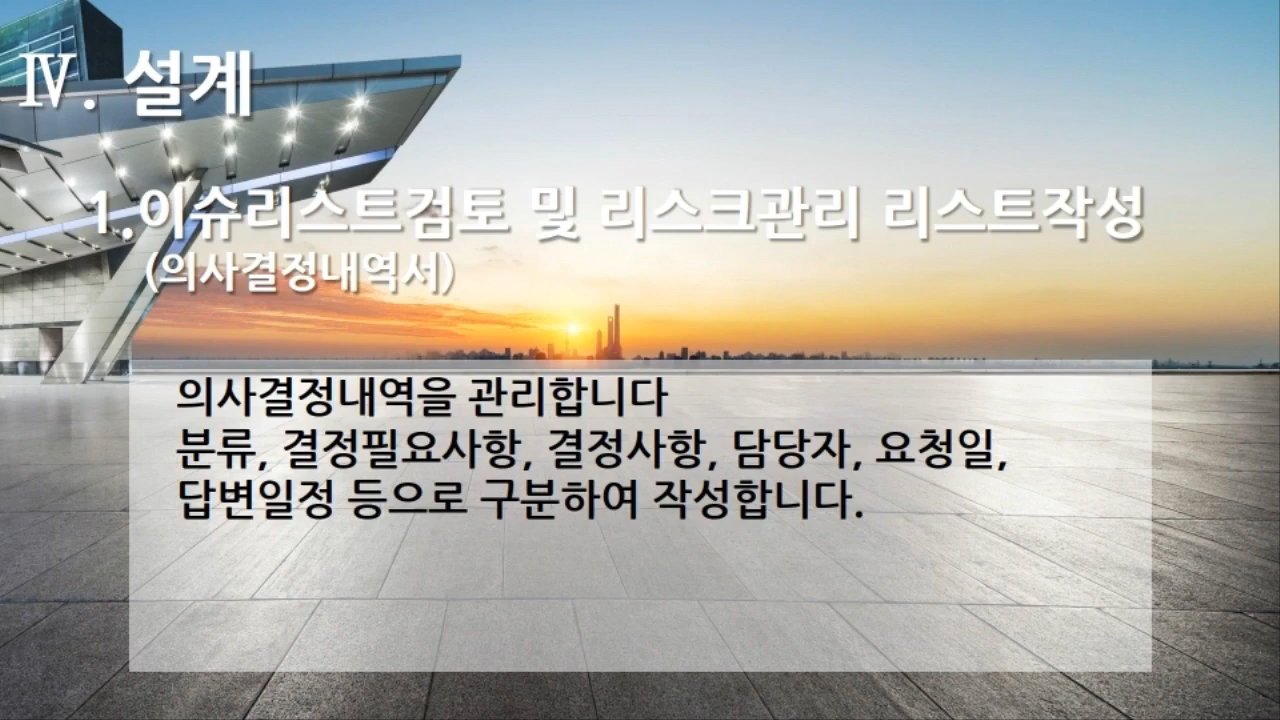 Ⅳ. 설계
1.이슈리스트검토 및 리스크관리 리스트작성
(의사결정내역서)
의사결정내역을 관리합니다
분류, 결정필요사항, 결정사항, 담당자, 요청일,
답변일정 등으로 구분하여 작성합니다.